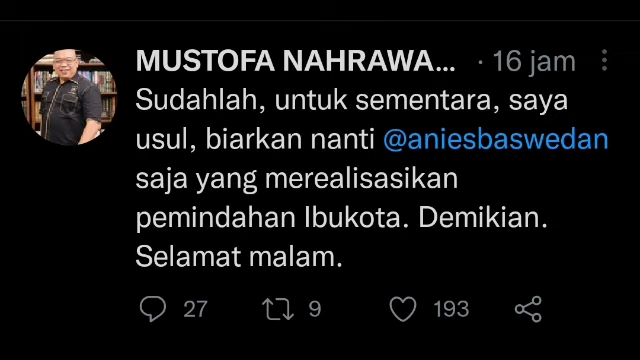 MUSTOFA NAHRAWA... · 16 jam
Sudahlah, untuk sementara, saya
usul, biarkan nanti @aniesbaswedan
saja yang merealisasikan
pemindahan Ibukota. Demikian.
Selamat malam.
27 9 193